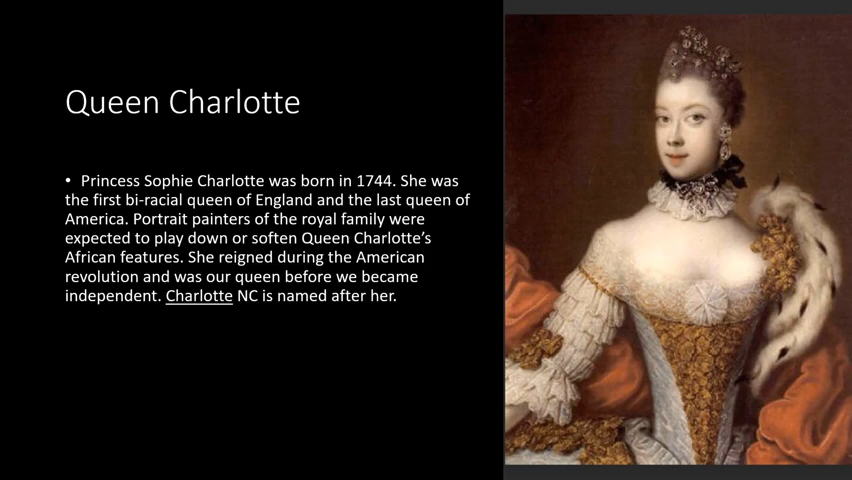 Queen Charlotte
• Princess Sophie Charlotte was born in 1744. She was
the first bi-racial queen of England and the last queen of
America. Portrait painters of the royal family were
expected to play down or soften Queen Charlotte’s
African features. She reigned during the American
revolution and was our queen before we became
independent. Charlotte NC is named after her.